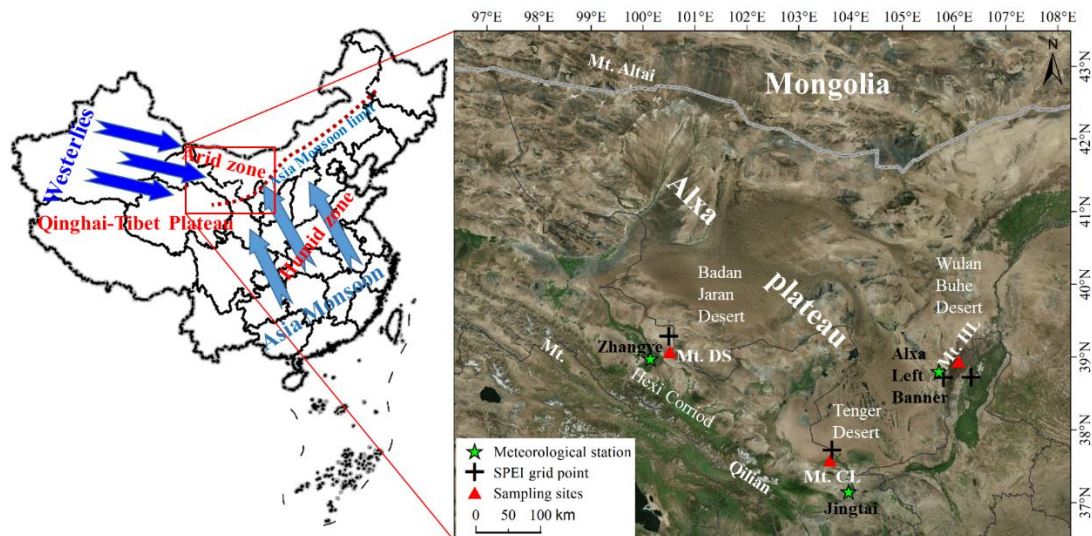 Westerlies
Arid zone
Asia Monsoon limit
Qinghai-Tibet Plateau
Humid zone
Asia Monsoon
97°E 98°E 99°E 100°E 101°E 102°E 103°E 104°E 105°E 106°E 107°E 108°E
N
43°N
42°N
41°N
40°N
39°N
38°N
37°N
Mt. Altai
Mongolia
Alxa
plateau
Badan
Jaran
Desert
Wulan
Buhe
Desert
Zhangye
Mt. DS
Mt. HL
Alxa
Left
Banner
Mt.
Qilian
Hexi Corriod
Tenger
Desert
Mt. CL
Jingtai
Meteorological station
SPEI grid point
Sampling sites
0 50 100 km